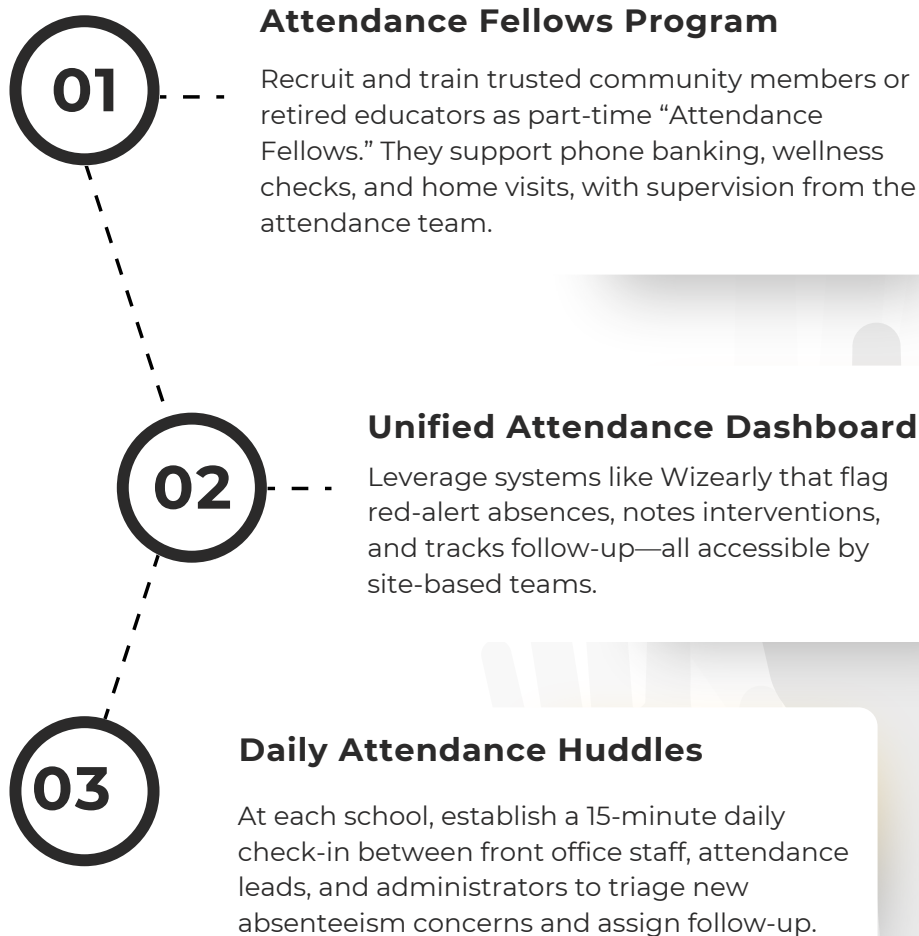 Attendance Fellows Program
01
Recruit and train trusted community members or
retired educators as part-time “Attendance
Fellows.” They support phone banking, wellness
checks, and home visits, with supervision from the
attendance team.
Unified Attendance Dashboard
02
Leverage systems like Wizearly that flag
red-alert absences, notes interventions,
and tracks follow-up—all accessible by
site-based teams.
Daily Attendance Huddles
03
At each school, establish a 15-minute daily
check-in between front office staff, attendance
leads, and administrators to triage new
absenteeism concerns and assign follow-up.